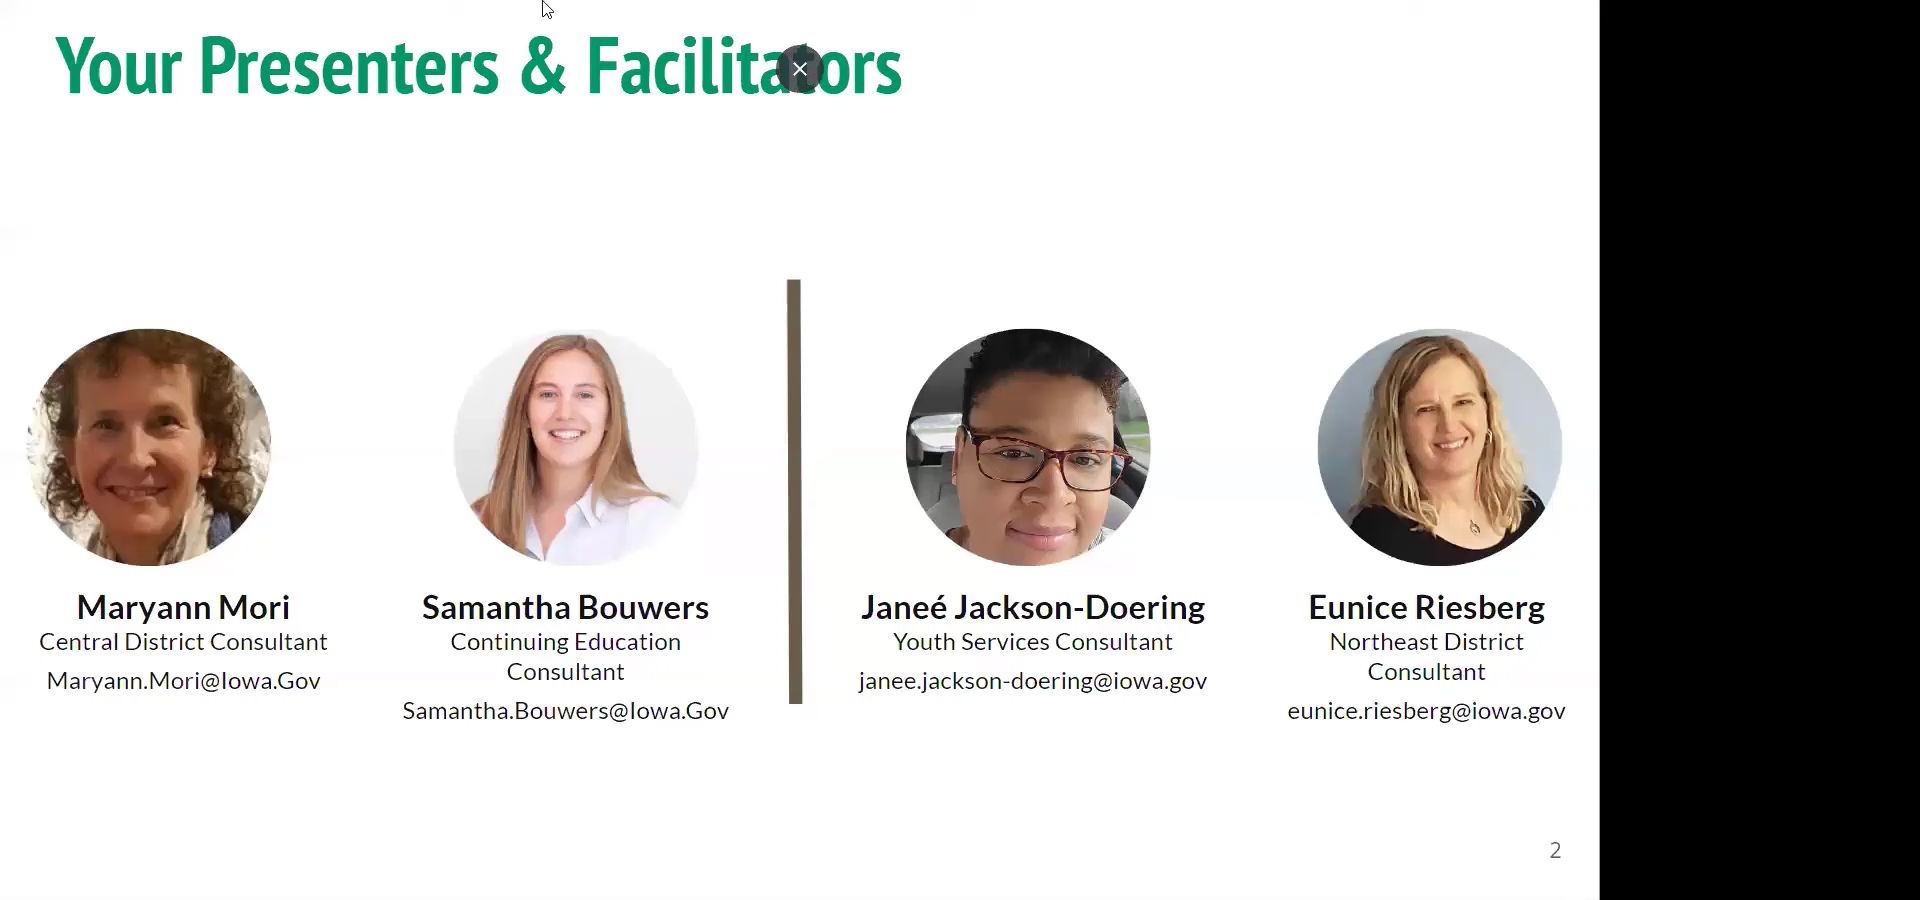 Your Presenters & Facilitators
Maryann Mori
Central District Consultant
Maryann.Mori@Iowa.Gov
Samantha Bouwers
Continuing Education
Consultant
Samantha.Bouwers@Iowa.Gov
Janeé Jackson-Doering
Youth Services Consultant
janee.jackson-doering@iowa.gov
Eunice Riesberg
Northeast District
Consultant
eunice.riesberg@iowa.gov
2